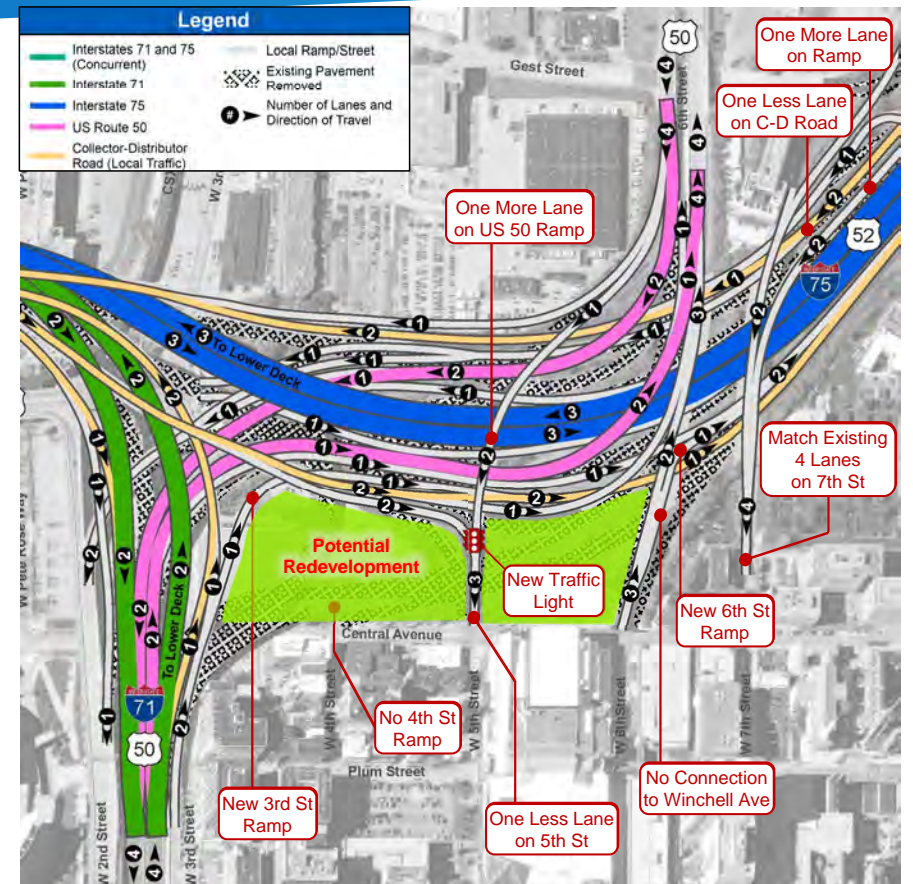 Legend
Interstates 71 and 75
(Concurrent)
Interstate 71
Interstate 75
US Route 50
Collector-Distributor
Road (Local Traffic)
Local Ramp/Street
Existing Pavement
Removed
# Number of Lanes and
Direction of Travel
50
Gest Street
6th Street
One More Lane
on Ramp
One Less Lane
on C-D Road
One More Lane
on US 50 Ramp
52
75
To Lower Deck
W Pete Rose Way
Potential
Redevelopment
New Traffic
Light
Match Existing
4 Lanes
on 7th St
New 6th St
Ramp
Central Avenue
To Lower Deck
71
50
W 4th Street
W 5th Street
W 6th Street
W 7th Street
No 4th St
Ramp
Plum Street
No Connection
to Winchell Ave
New 3rd St
Ramp
One Less Lane
on 5th St
W 2nd Street
W 3rd Street